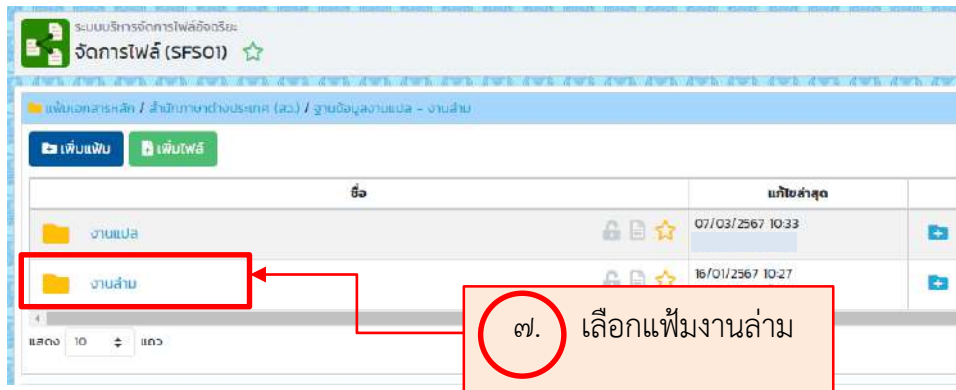 ระบบบริหารจัดการไฟล์อัจฉริยะ
จัดการไฟล์ (SFS01)
แฟ้มเอกสารหลัก / สำนักภาษาต่างประเทศ (สว.) / ฐานข้อมูลงานแปล - งานล่าม
เพิ่มแฟ้ม เพิ่มไฟล์
ชื่อ แก้ไขล่าสุด
งานแปล 07/03/2567 10:33
งานล่าม 16/01/2567 10:27
๗. เลือกแฟ้มงานล่าม
แสดง 10 แถว